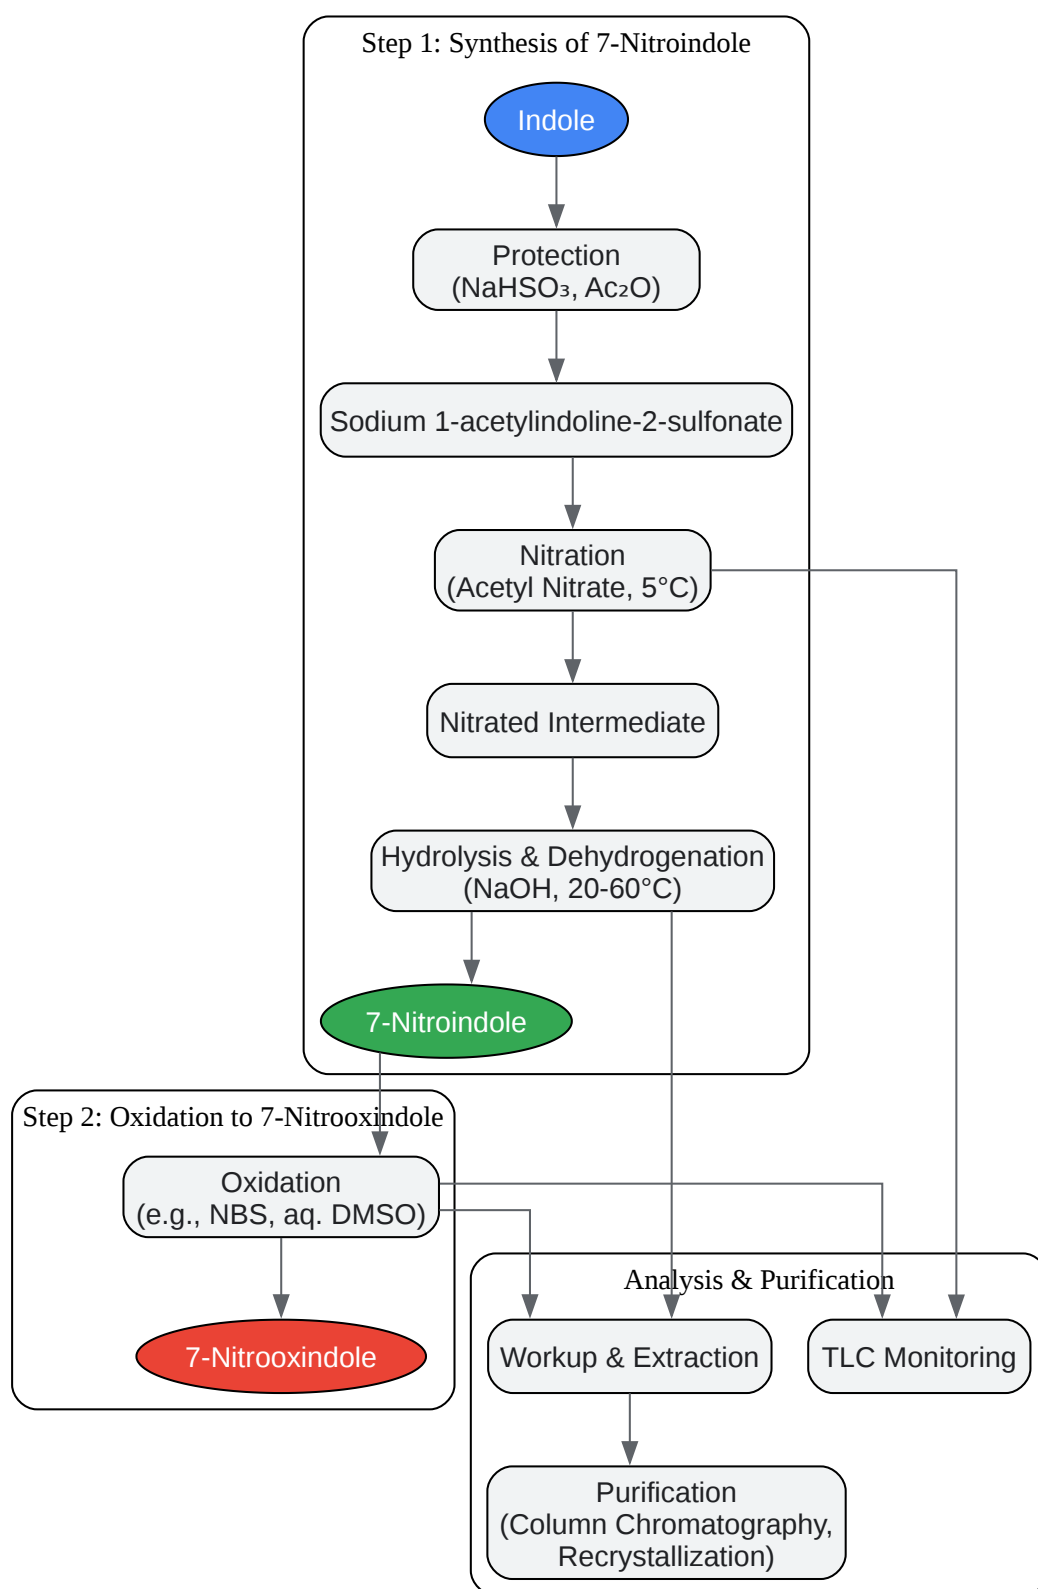 Step 1: Synthesis of 7-Nitroindole
Indole
Protection
(NaHSO₃, Ac₂O)
Sodium 1-acetylindoline-2-sulfonate
Nitration
(Acetyl Nitrate, 5°C)
Nitrated Intermediate
Hydrolysis & Dehydrogenation
(NaOH, 20-60°C)
7-Nitroindole
Step 2: Oxidation to 7-Nitrooxindole
Oxidation
(e.g., NBS, aq. DMSO)
7-Nitrooxindole
Analysis & Purification
Workup & Extraction
TLC Monitoring
Purification
(Column Chromatography,
Recrystallization)